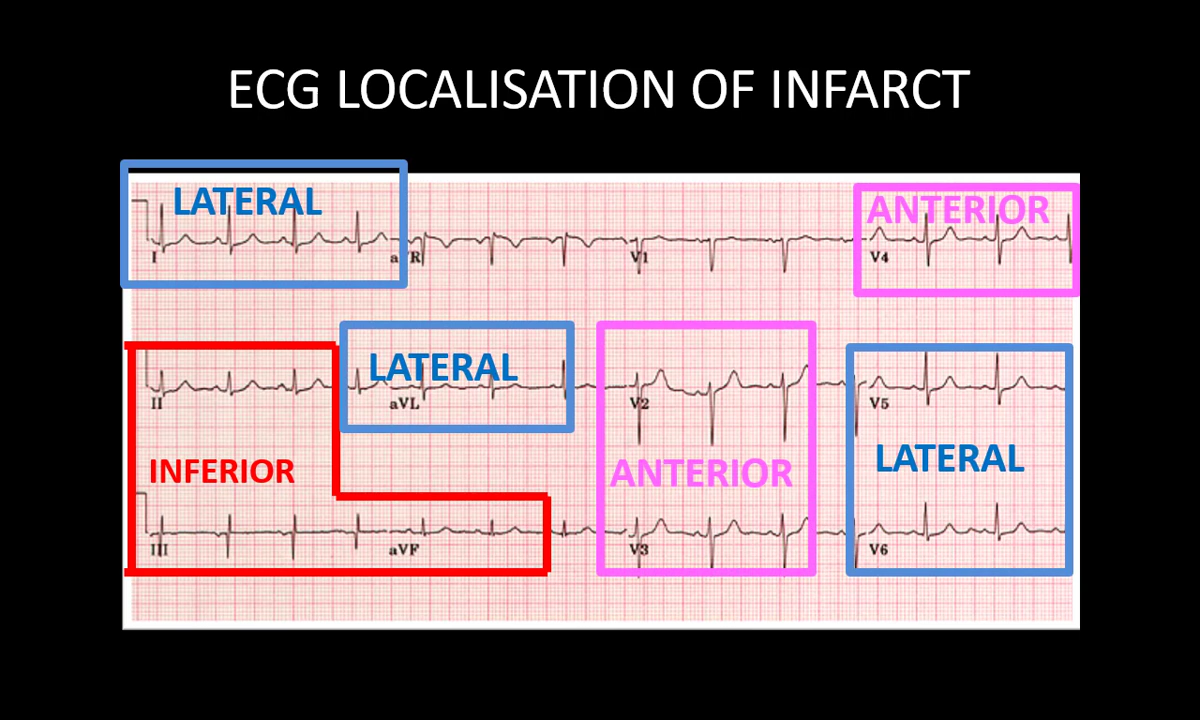 ECG LOCALISATION OF INFARCT
LATERAL
ANTERIOR
I
aVR
V1
V4
LATERAL
II
aVL
V2
V5
INFERIOR
ANTERIOR
LATERAL
III
aVF
V3
V6